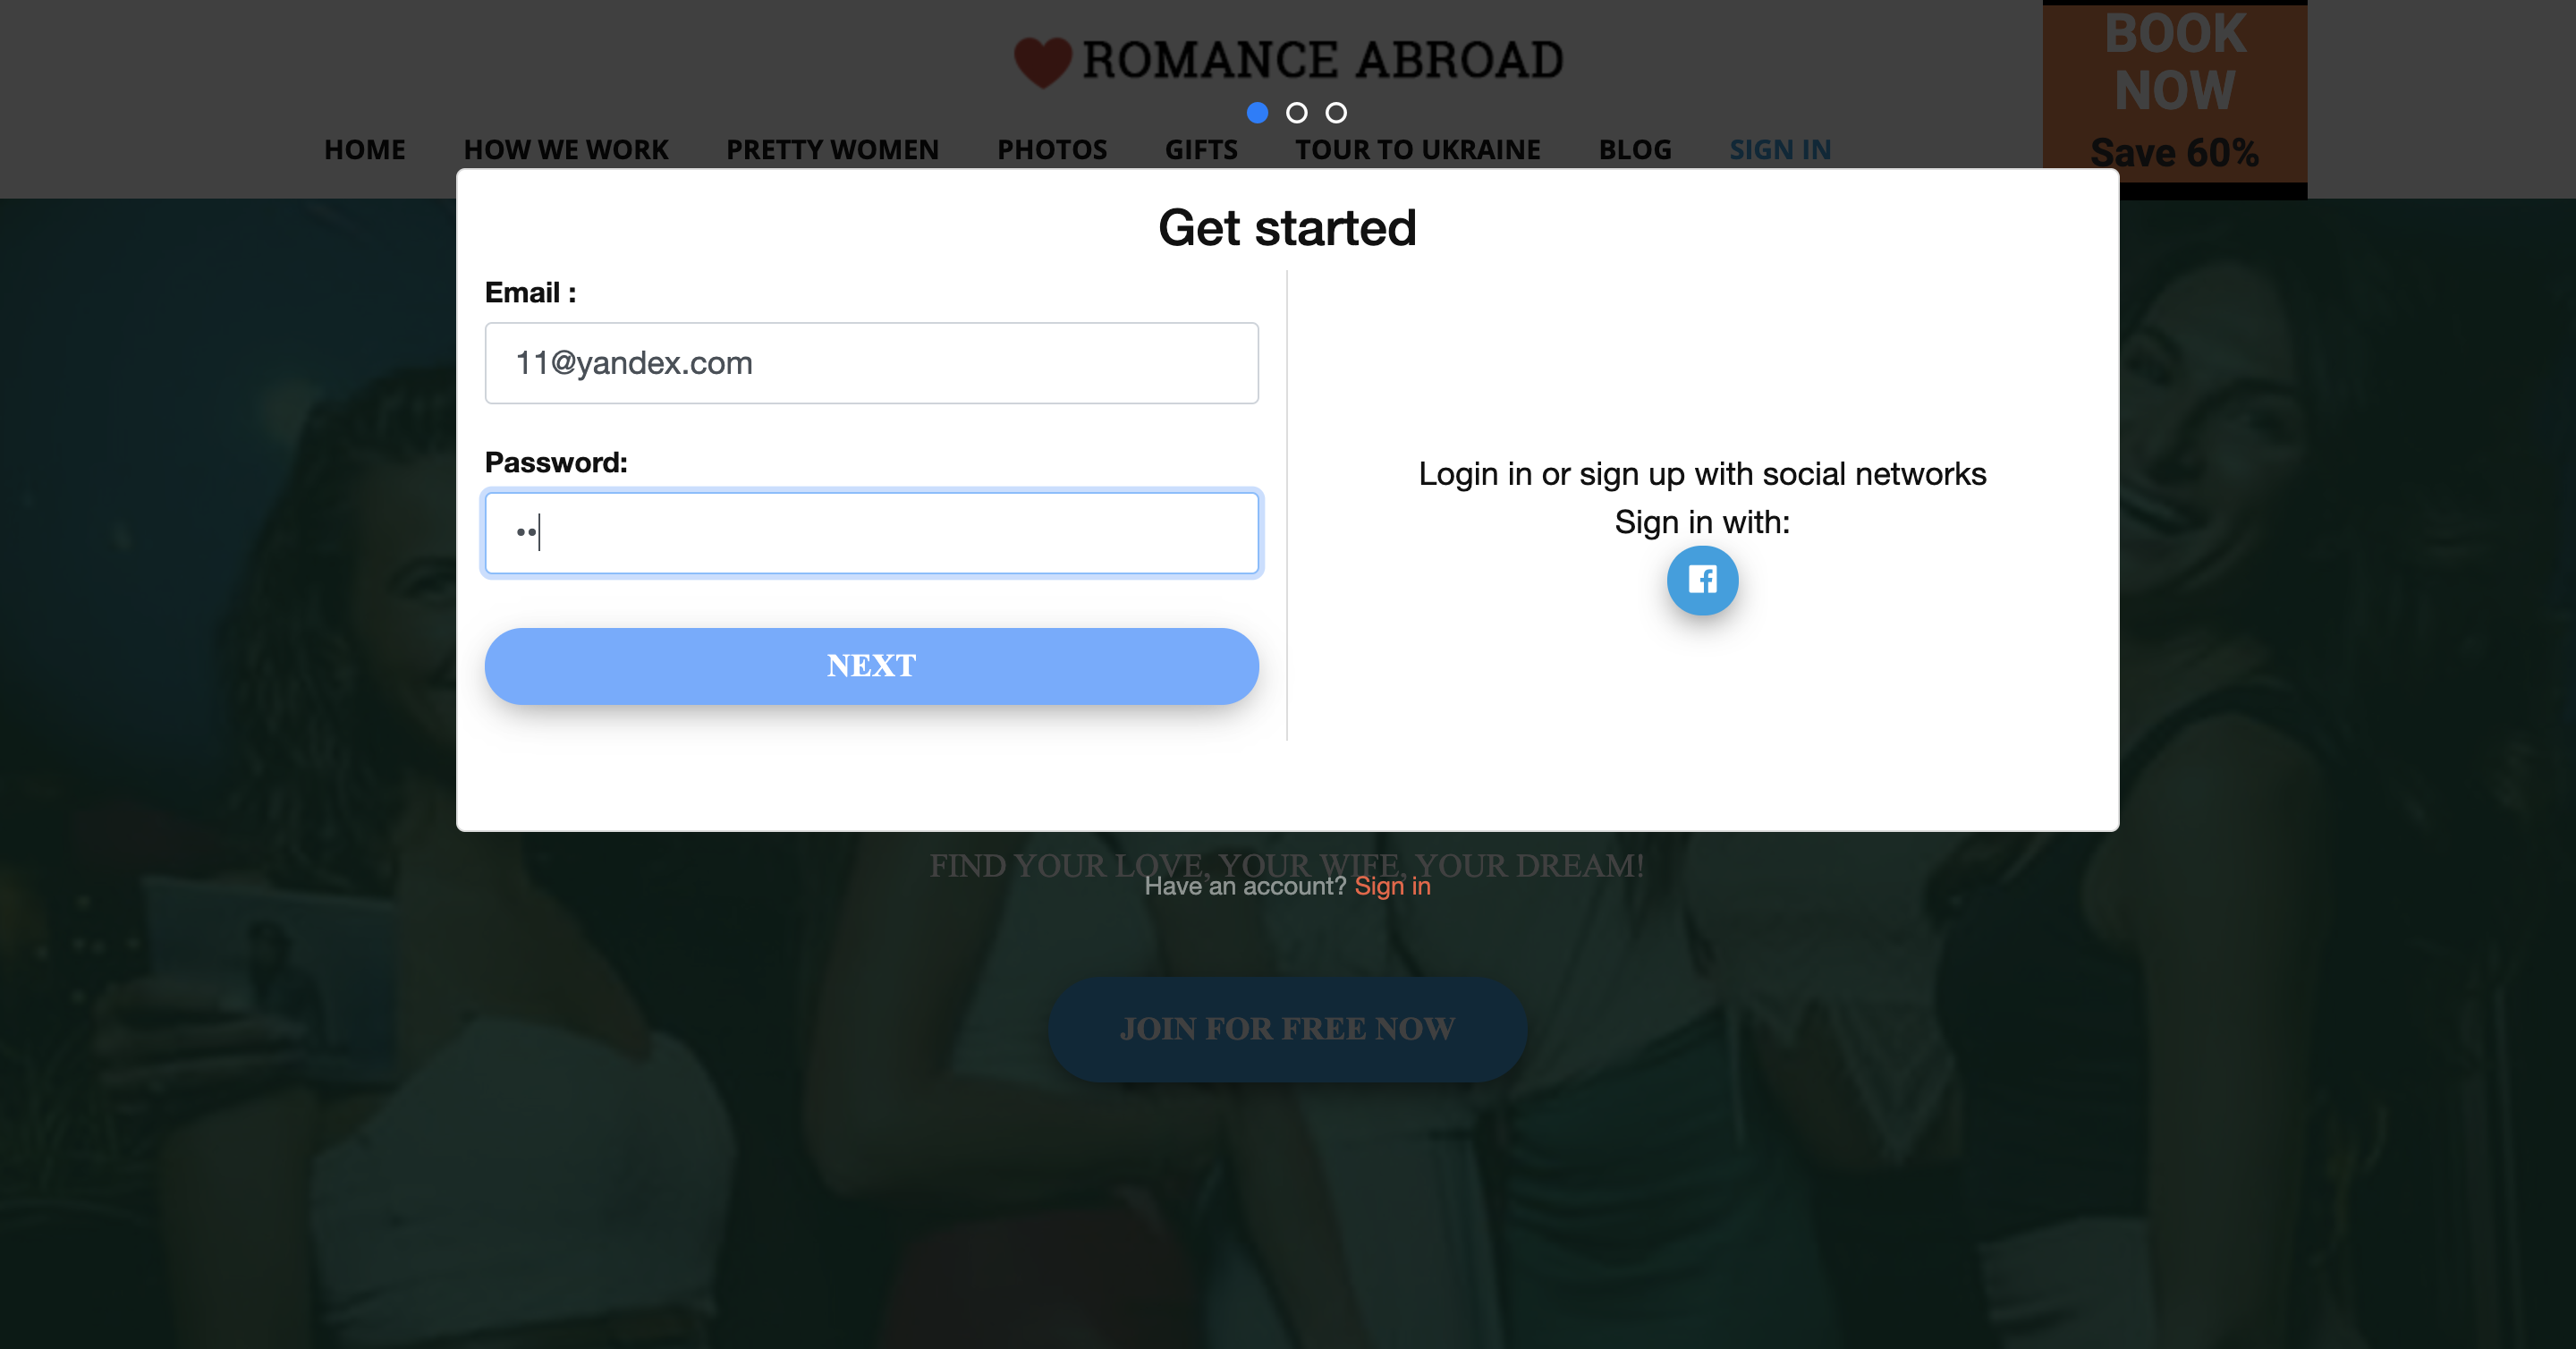 ROMANCE ABROAD
BOOK
NOW
Save 60%
HOME HOW WE WORK PRETTY WOMEN PHOTOS GIFTS TOUR TO UKRAINE BLOG SIGN IN
Get started
Email :
11@yandex.com
Password:
••
NEXT
Login in or sign up with social networks
Sign in with:
FIND YOUR LOVE, YOUR WIFE, YOUR DREAM!
Have an account? Sign in
JOIN FOR FREE NOW